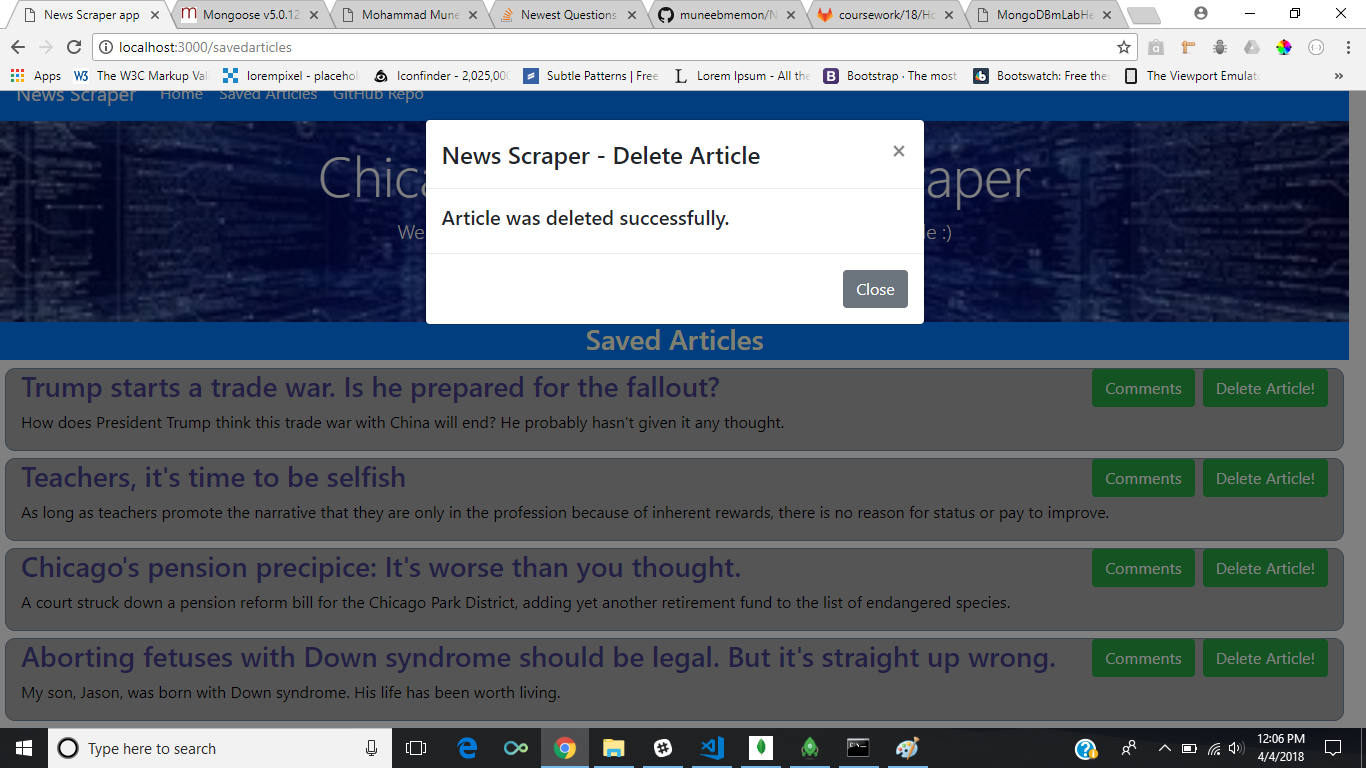 News Scraper app
Mongoose v5.0.12
Mohammad Mune
Newest Questions
muneebmemon/N
coursework/18/Ho
MongoDBmLabHe
localhost:3000/savedarticles
Apps
The W3C Markup Val
lorempixel - placehol
Iconfinder - 2,025,000
Subtle Patterns | Free
Lorem Ipsum - All the
Bootstrap · The most
Bootswatch: Free the
The Viewport Emulato
»
News Scraper Home Saved Articles GitHub Repo
Chica raper
We le :)
News Scraper - Delete Article ×
Article was deleted successfully.
Close
Saved Articles
Trump starts a trade war. Is he prepared for the fallout? Comments Delete Article!
How does President Trump think this trade war with China will end? He probably hasn't given it any thought.
Teachers, it's time to be selfish Comments Delete Article!
As long as teachers promote the narrative that they are only in the profession because of inherent rewards, there is no reason for status or pay to improve.
Chicago's pension precipice: It's worse than you thought. Comments Delete Article!
A court struck down a pension reform bill for the Chicago Park District, adding yet another retirement fund to the list of endangered species.
Aborting fetuses with Down syndrome should be legal. But it's straight up wrong. Comments Delete Article!
My son, Jason, was born with Down syndrome. His life has been worth living.
Type here to search
12:06 PM
4/4/2018